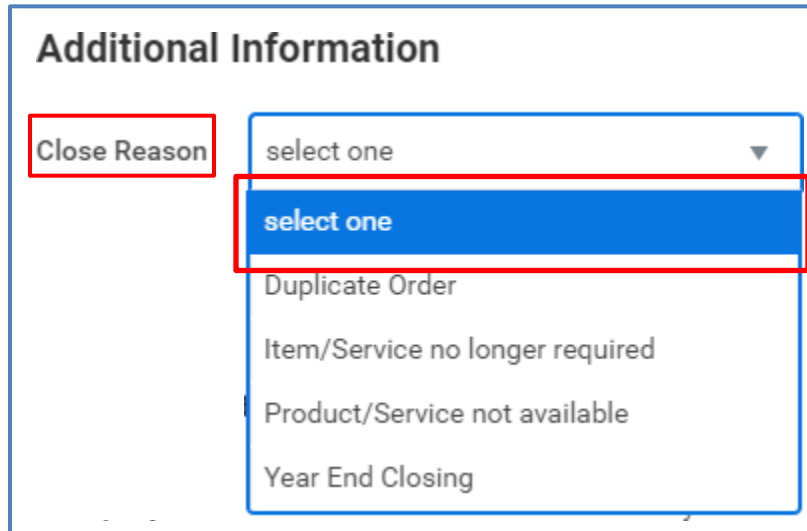 Additional Information
Close Reason
select one
select one
Duplicate Order
Item/Service no longer required
Product/Service not available
Year End Closing